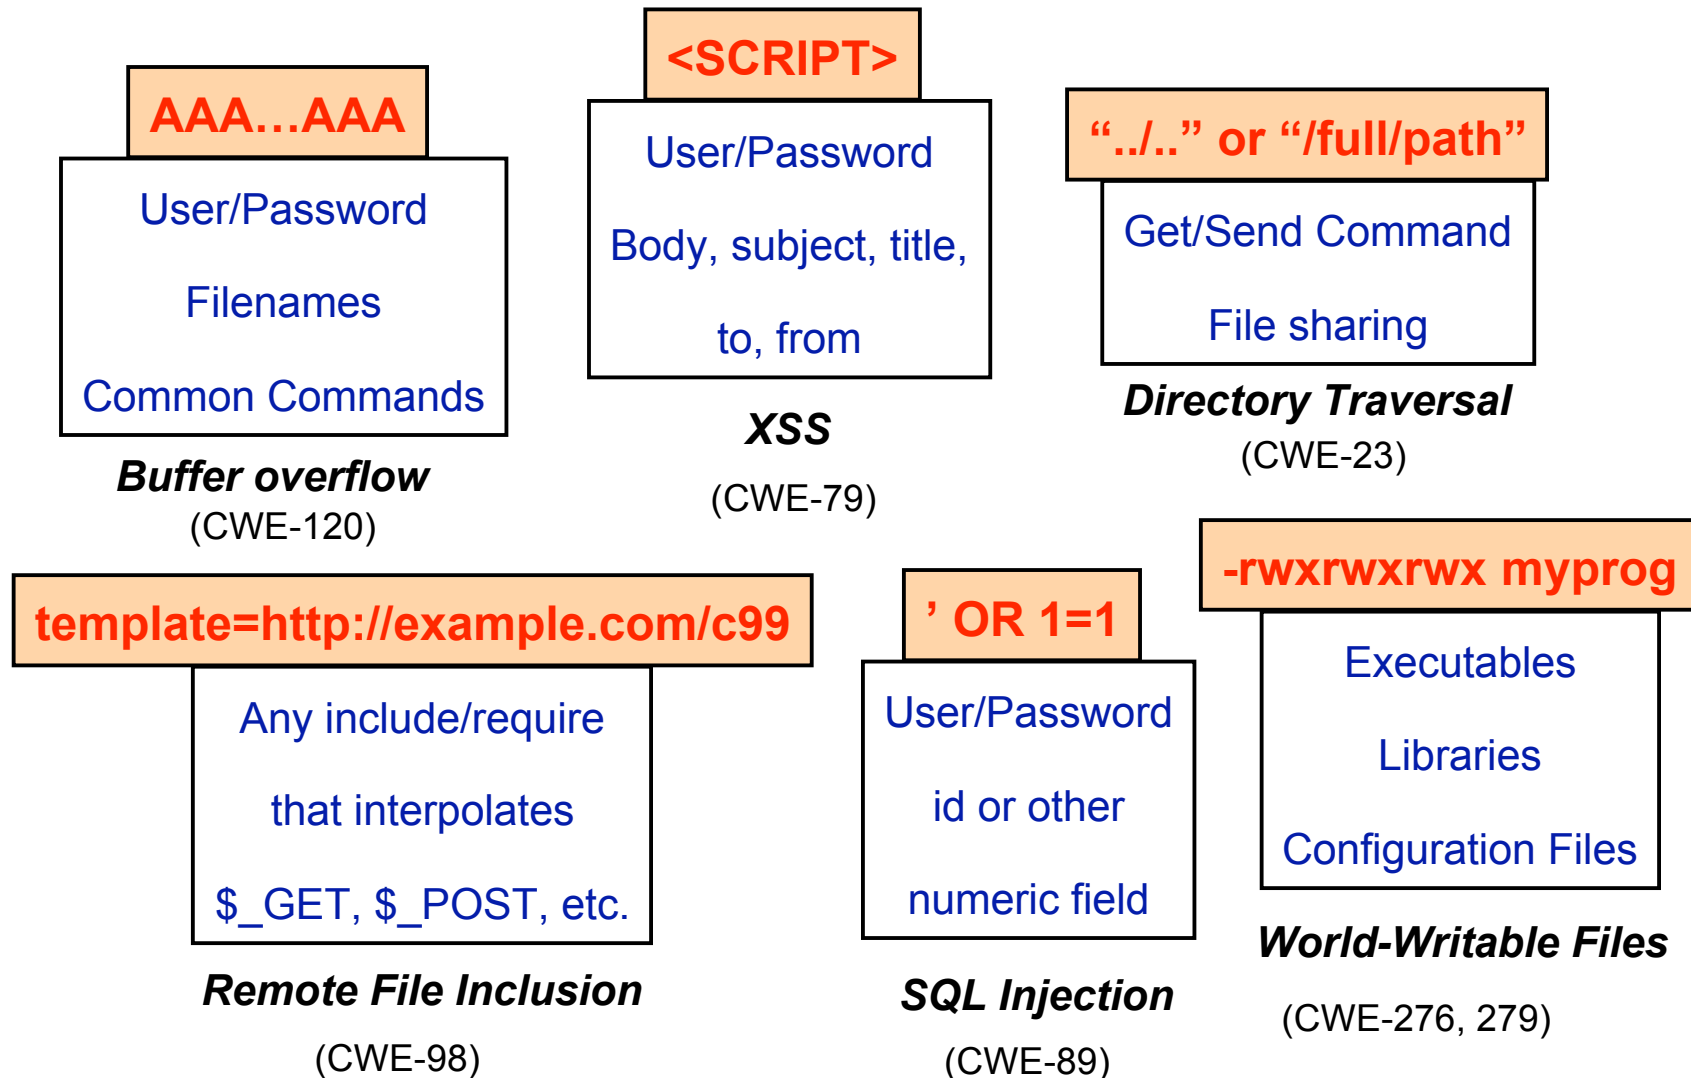 AAA…AAA
User/Password
Filenames
Common Commands
Buffer overflow
(CWE-120)
<SCRIPT>
User/Password
Body, subject, title,
to, from
XSS
(CWE-79)
“../..” or “/full/path”
Get/Send Command
File sharing
Directory Traversal
(CWE-23)
template=http://example.com/c99
Any include/require
that interpolates
$_GET, $_POST, etc.
Remote File Inclusion
(CWE-98)
’ OR 1=1
User/Password
id or other
numeric field
SQL Injection
(CWE-89)
-rwxrwxrwx myprog
Executables
Libraries
Configuration Files
World-Writable Files
(CWE-276, 279)